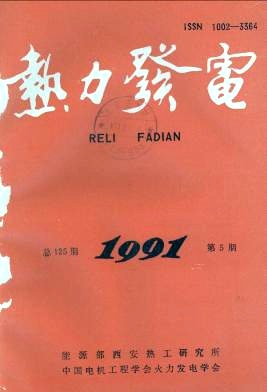 ISSN 1002—3364
熱力發電
RELI FADIAN
总125期 1991 第5期
能源部西安热工研究所
中国电机工程学会火力发电学会